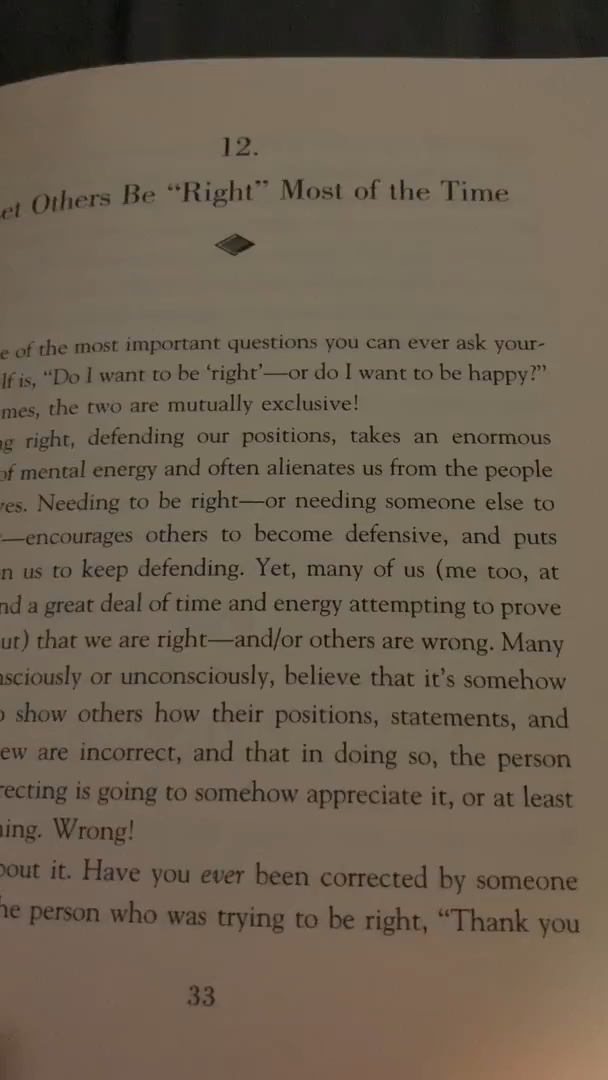 12.
et Others Be “Right” Most of the Time
e of the most important questions you can ever ask your-
lf is, “Do I want to be ‘right’—or do I want to be happy?”
mes, the two are mutually exclusive!
ng right, defending our positions, takes an enormous
of mental energy and often alienates us from the people
ves. Needing to be right—or needing someone else to
—encourages others to become defensive, and puts
n us to keep defending. Yet, many of us (me too, at
nd a great deal of time and energy attempting to prove
ut) that we are right—and/or others are wrong. Many
nsciously or unconsciously, believe that it’s somehow
o show others how their positions, statements, and
ew are incorrect, and that in doing so, the person
recting is going to somehow appreciate it, or at least
ning. Wrong!
bout it. Have you ever been corrected by someone
he person who was trying to be right, “Thank you
33